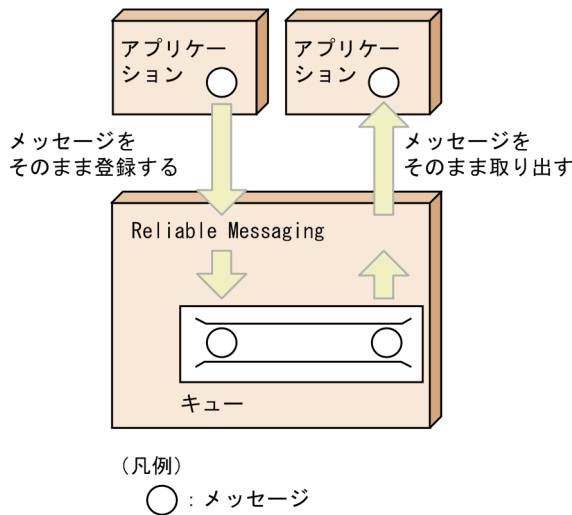 アプリケー
ション
アプリケー
ション
メッセージを
そのまま登録する
メッセージを
そのまま取り出す
Reliable Messaging
キュー
（凡例）
：メッセージ